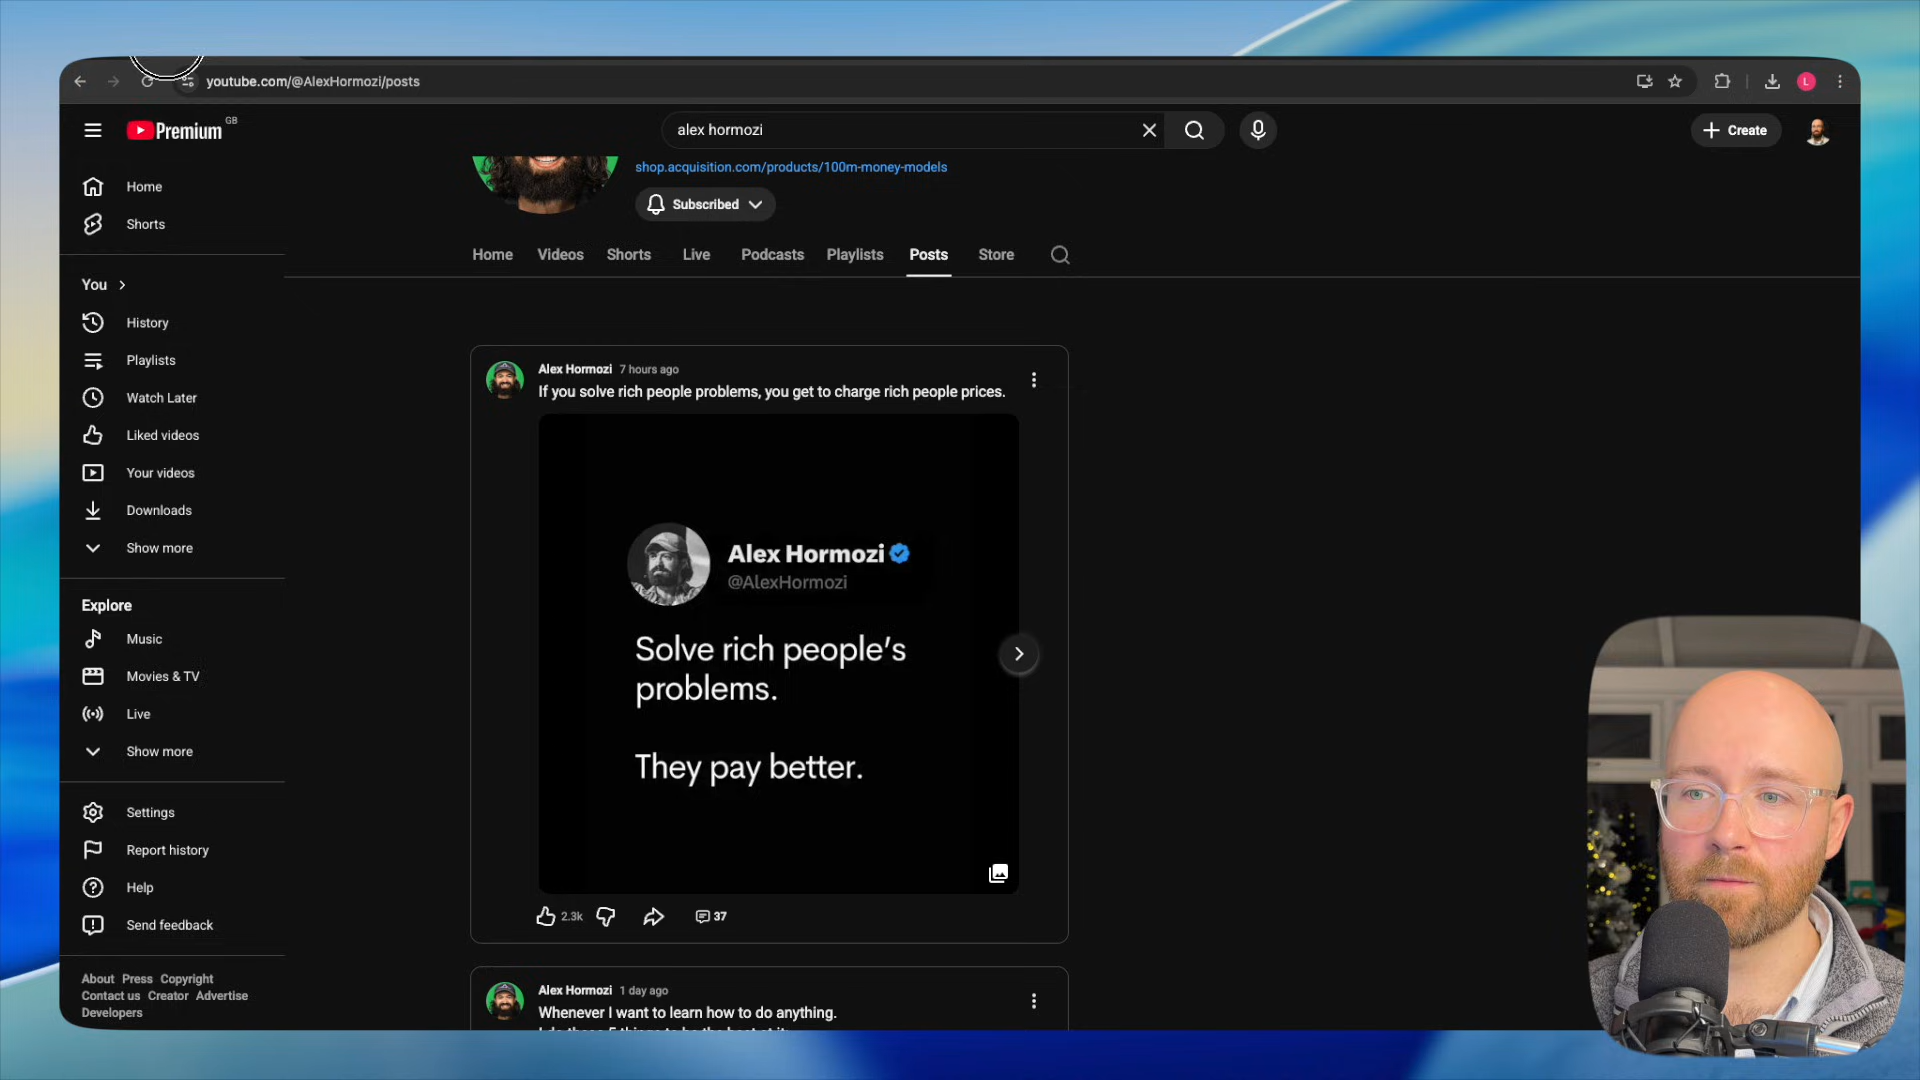 youtube.com/@AlexHormozi/posts
L
Premium GB
alex hormozi
Create
shop.acquisition.com/products/100m-money-models
Subscribed
Home
Shorts
You
History
Playlists
Watch Later
Liked videos
Your videos
Downloads
Show more
Explore
Music
Movies & TV
Live
Show more
Settings
Report history
Help
Send feedback
About Press Copyright
Contact us Creator Advertise
Developers
Home Videos Shorts Live Podcasts Playlists Posts Store
Alex Hormozi 7 hours ago
If you solve rich people problems, you get to charge rich people prices.
Alex Hormozi
@AlexHormozi
Solve rich people's
problems.
They pay better.
2.3k 37
Alex Hormozi 1 day ago
Whenever I want to learn how to do anything.